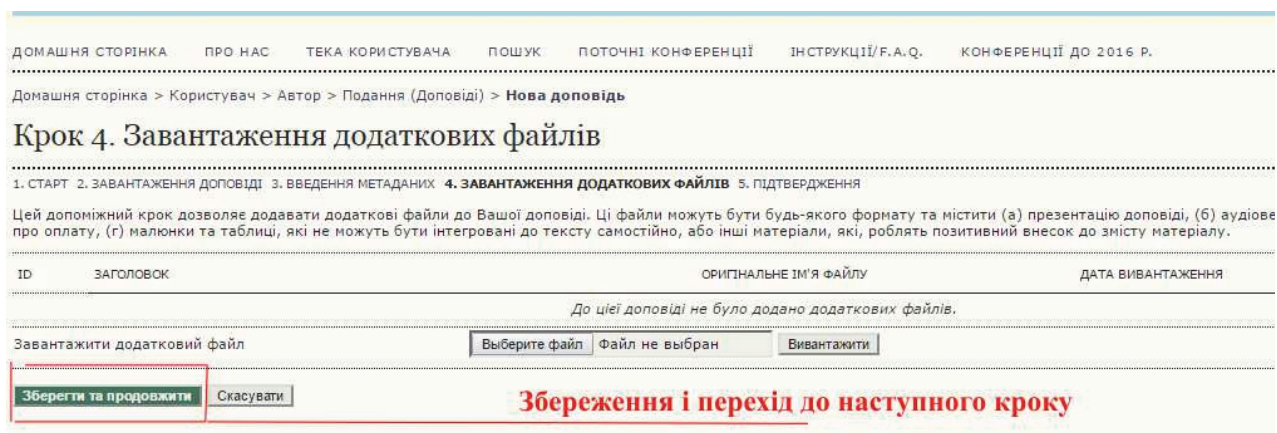 ДОМАШНЯ СТОРІНКА ПРО НАС ТЕКА КОРИСТУВАЧА ПОШУК ПОТОЧНІ КОНФЕРЕНЦІЇ ІНСТРУКЦІЇ/F.A.Q. КОНФЕРЕНЦІЇ ДО 2016 Р.
Домашня сторінка > Користувач > Автор > Подання (Доповіді) > Нова доповідь
Крок 4. Завантаження додаткових файлів
1. СТАРТ 2. ЗАВАНТАЖЕННЯ ДОПОВІДІ 3. ВВЕДЕННЯ МЕТАДАНИХ 4. ЗАВАНТАЖЕННЯ ДОДАТКОВИХ ФАЙЛІВ 5. ПІДТВЕРДЖЕННЯ
Цей допоміжний крок дозволяє додавати додаткові файли до Вашої доповіді. Ці файли можуть бути будь-якого формату та містити (а) презентацію доповіді, (б) аудіове
про оплату, (г) малюнки та таблиці, які не можуть бути інтегровані до тексту самостійно, або інші матеріали, які, роблять позитивний внесок до змісту матеріалу.
ID ЗАГОЛОВОК ОРИГІНАЛЬНЕ ІМ'Я ФАЙЛУ ДАТА ВИВАНТАЖЕННЯ
До цієї доповіді не було додано додаткових файлів.
Завантажити додатковий файл Выберите файл Файл не выбран Вивантажити
Зберегти та продовжити Скасувати
Збереження і перехід до наступного кроку